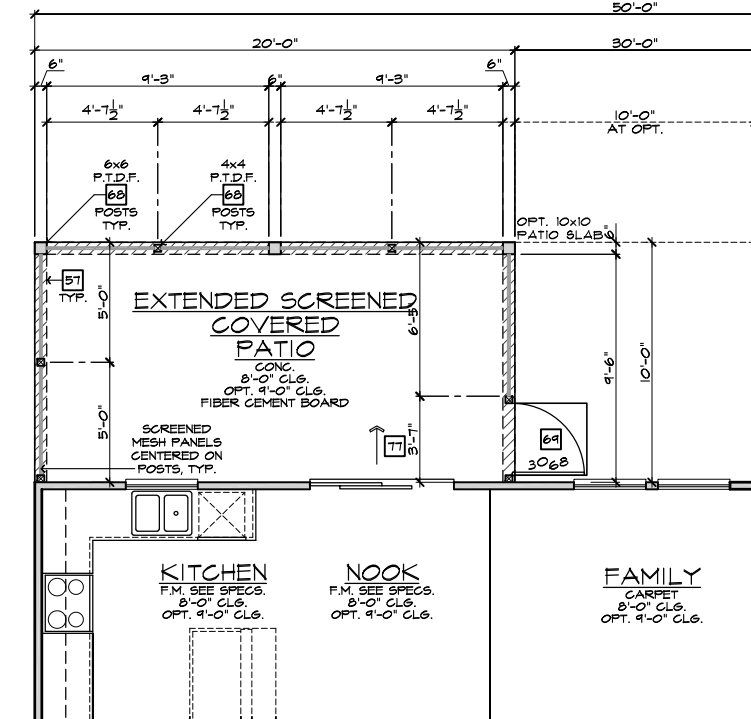 50'-0"
20'-0"
30'-0"
6"
9'-3"
6"
9'-3"
6"
4'-7½"
4'-7½"
4'-7½"
4'-7½"
10'-0"
AT OPT.
6x6
P.T.D.F.
68
POSTS
TYP.
4x4
P.T.D.F.
68
POSTS
TYP.
OPT. 10x10
PATIO SLAB
6"
57
TYP.
5'-0"
EXTENDED SCREENED
COVERED
PATIO
CONC.
8'-0" CLG.
OPT. 9'-0" CLG.
FIBER CEMENT BOARD
6'-5"
9'-6"
10'-0"
5'-0"
SCREENED
MESH PANELS
CENTERED ON
POSTS, TYP.
77
3'-7"
69
3068
KITCHEN
F.M. SEE SPECS.
8'-0" CLG.
OPT. 9'-0" CLG.
NOOK
F.M. SEE SPECS.
8'-0" CLG.
OPT. 9'-0" CLG.
FAMILY
CARPET
8'-0" CLG.
OPT. 9'-0" CLG.